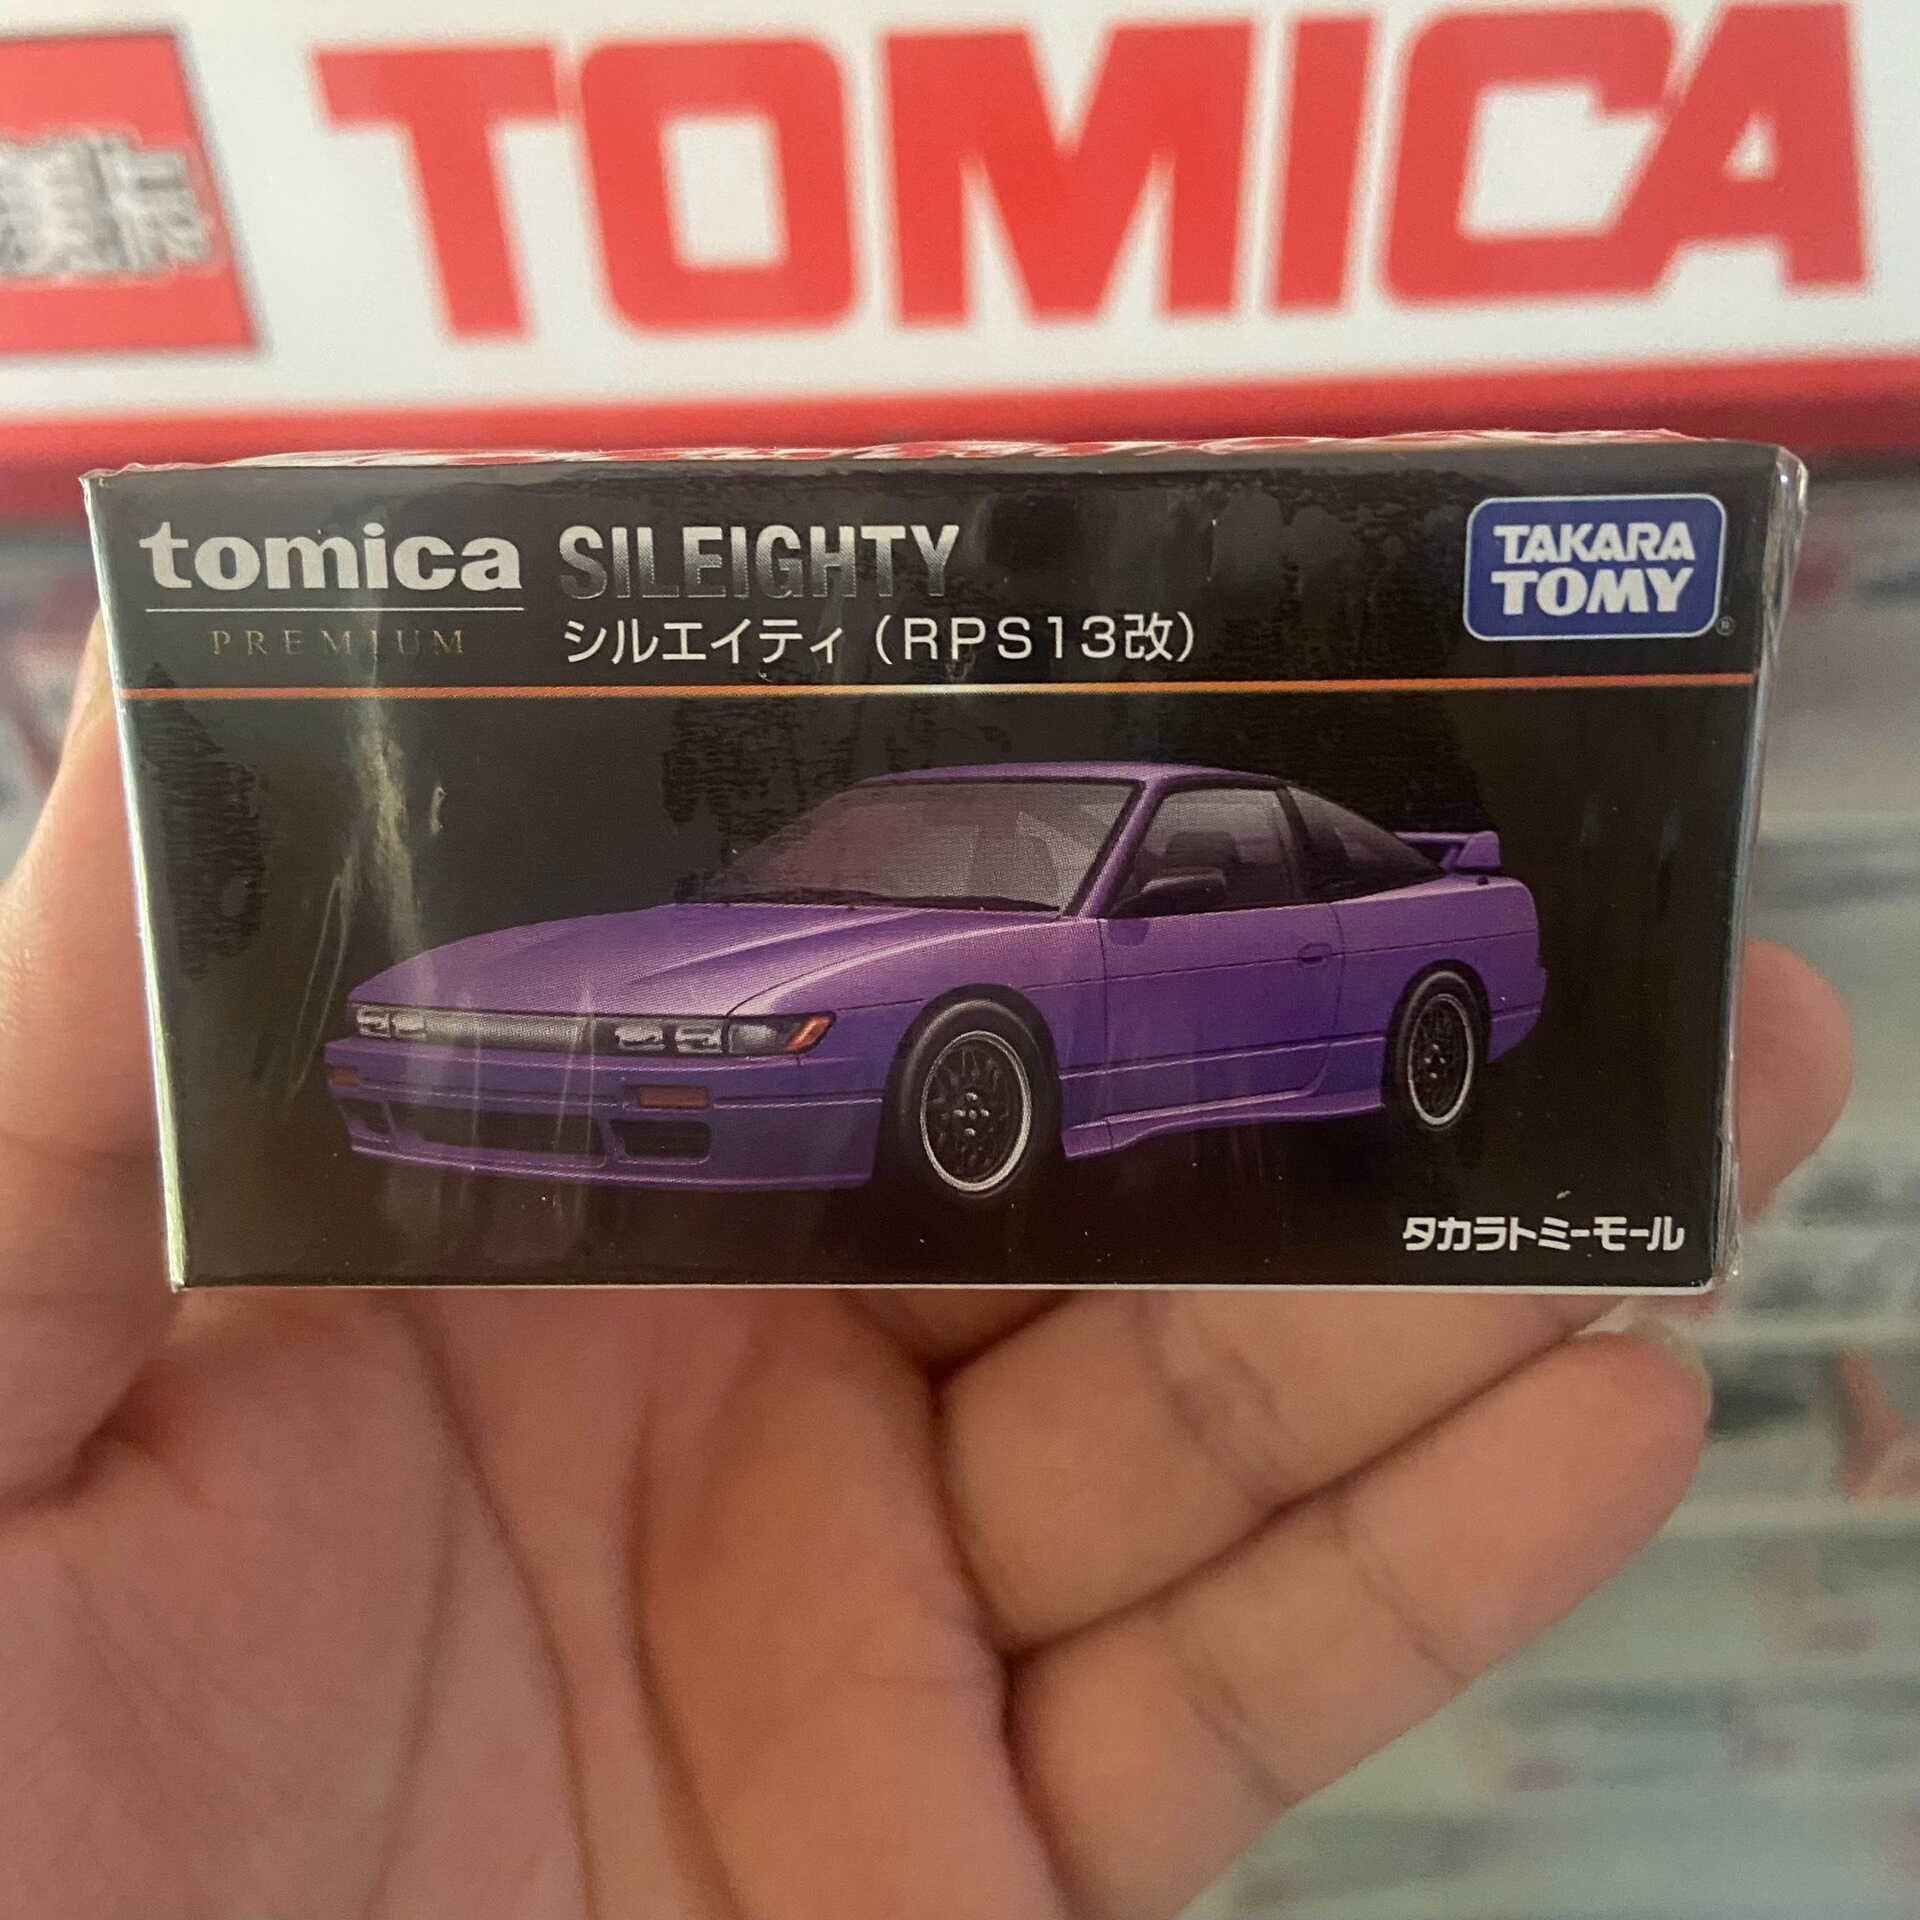 TOMICA
tomica
PREMIUM
SILEIGHTY
シルエイティ（RPS13改）
TAKARA
TOMY
®
タカラトミーモール